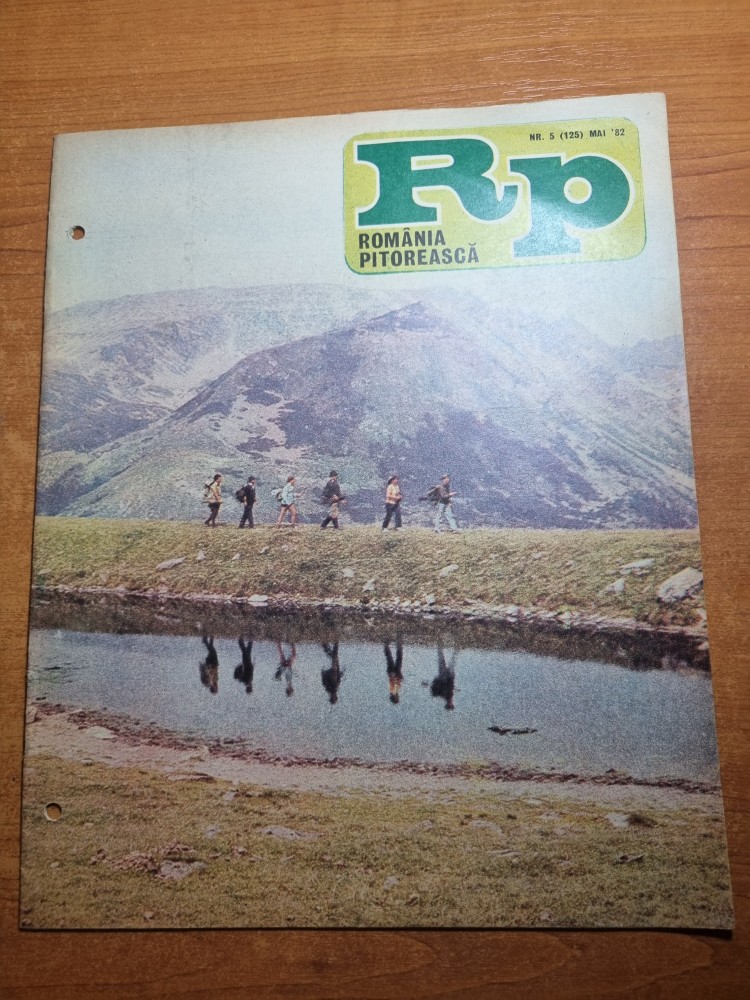 NR. 5 (125) MAI '82
Rp
ROMÂNIA
PITOREASCĂ